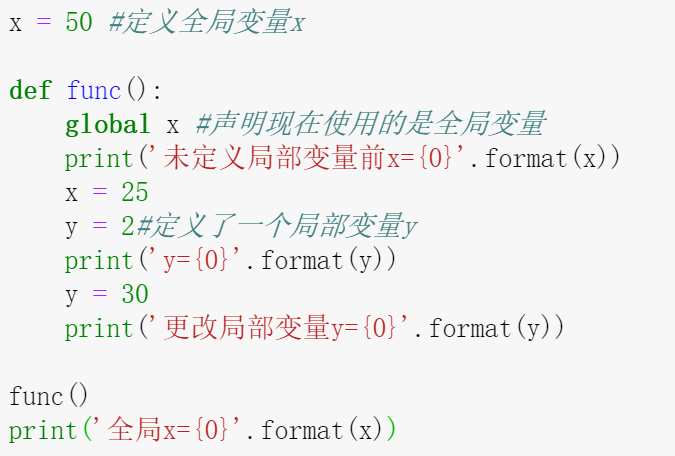 x = 50 #定义全局变量x
def func():
    global x #声明现在使用的是全局变量
    print('未定义局部变量前x={0}'.format(x))
    x = 25
    y = 2#定义了一个局部变量y
    print('y={0}'.format(y))
    y = 30
    print('更改局部变量y={0}'.format(y))
func()
print('全局x={0}'.format(x))